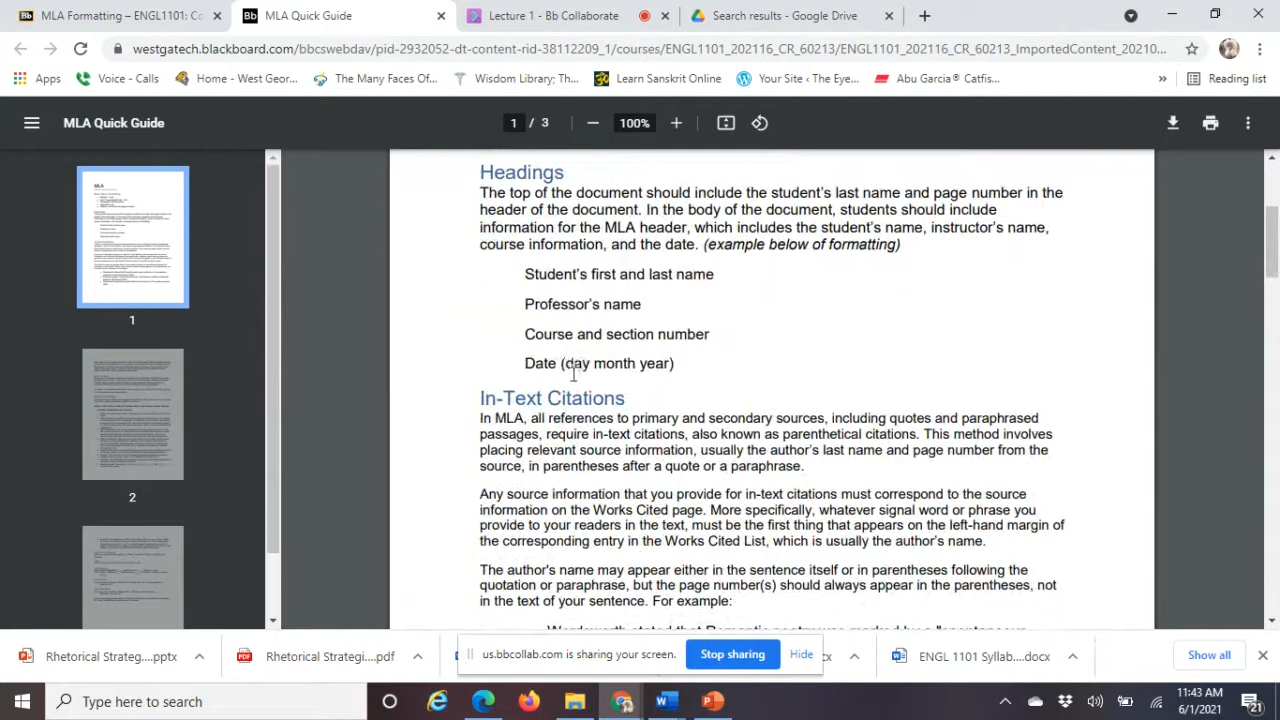 MLA Formatting – ENGL1101: Co
MLA Quick Guide
Lecture 1 - Bb Collaborate
Search results - Google Drive
westgatech.blackboard.com/bbcswebdav/pid-2932052-dt-content-rid-38112209_1/courses/ENGL1101_202116_CR_60213/ENGL1101_202116_CR_60213_ImportedContent_20210...
Apps
Voice - Calls
Home - West Geor...
The Many Faces Of...
Wisdom Library; Th...
Learn Sanskrit Onlin...
Your Site ‹ The Eye...
Abu Garcia® Catfis...
»
Reading list
MLA Quick Guide
1 / 3
100%
Headings
The top of the document should include the student's last name and page number in the
header of the document. In the body of the document, students should include
information for the MLA header, which includes the student's name, instructor's name,
course information, and the date. (example below of formatting)
Student's first and last name
Professor's name
Course and section number
Date (day month year)
In-Text Citations
In MLA, all references to primary and secondary sources, including quotes and paraphrased
passages, require in-text citations, also known as parenthetical citations. This method involves
placing relevant source information, usually the author's last name and page number from the
source, in parentheses after a quote or a paraphrase.
Any source information that you provide for in-text citations must correspond to the source
information on the Works Cited page. More specifically, whatever signal word or phrase you
provide to your readers in the text, must be the first thing that appears on the left-hand margin of
the corresponding entry in the Works Cited List, which is usually the author's name.
The author's name may appear either in the sentence itself or in parentheses following the
quotation or paraphrase, but the page number(s) should always appear in the parentheses, not
in the text of your sentence. For example:
1
2
Rhetorical Strateg....pptx
Rhetorical Strategi....pdf
us.bbcollab.com is sharing your screen.
Stop sharing
Hide
ENGL 1101 Syllab....docx
Show all
Type here to search
11:43 AM
6/1/2021
21